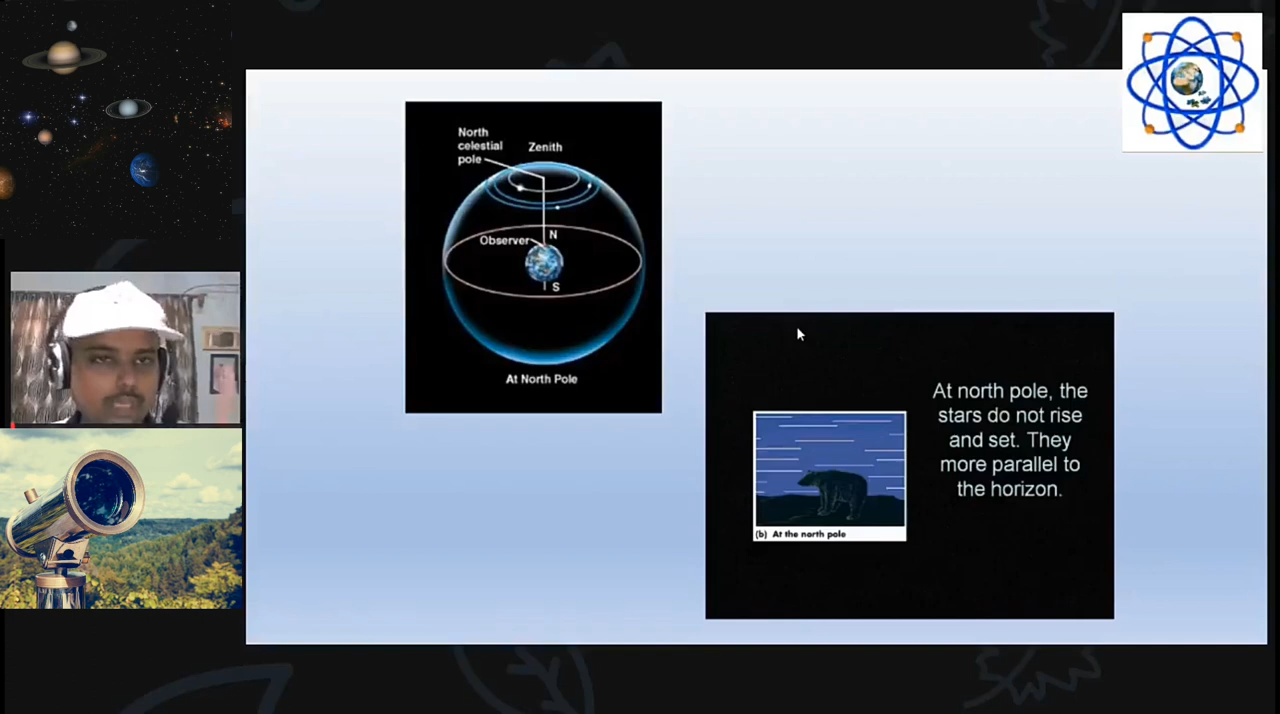 North
celestial
pole
Zenith
N
Observer
S
At North Pole
At north pole, the
stars do not rise
and set. They
more parallel to
the horizon.
(b) At the north pole